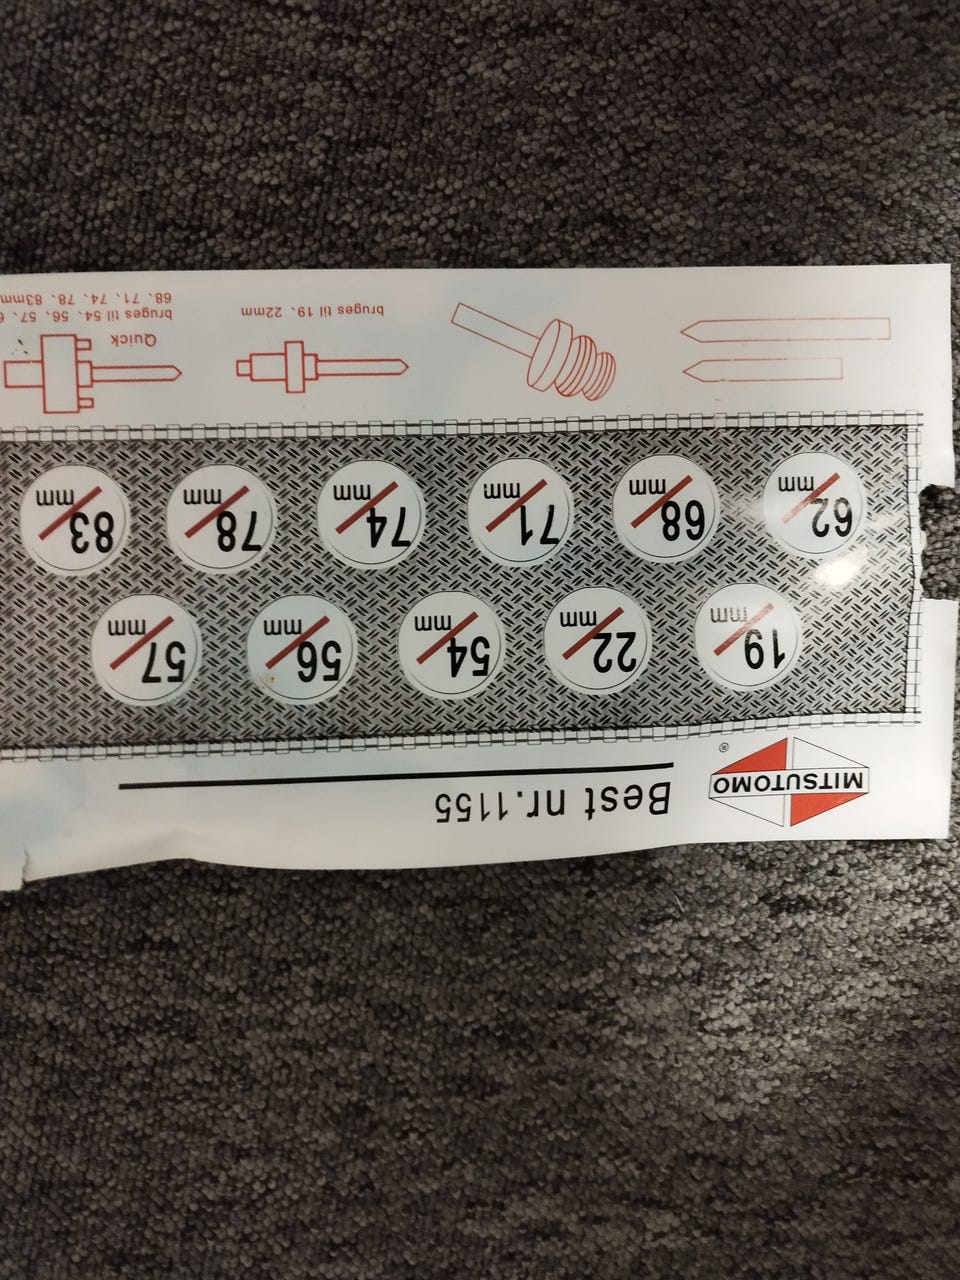 MITSUTOMO ®
Best nr.1155
19 mm
22 mm
54 mm
56 mm
57 mm
62 mm
68 mm
71 mm
74 mm
78 mm
83 mm
bruges til 19. 22mm
Quick
bruges til 54. 56. 57.
68. 71. 74. 78. 83mm